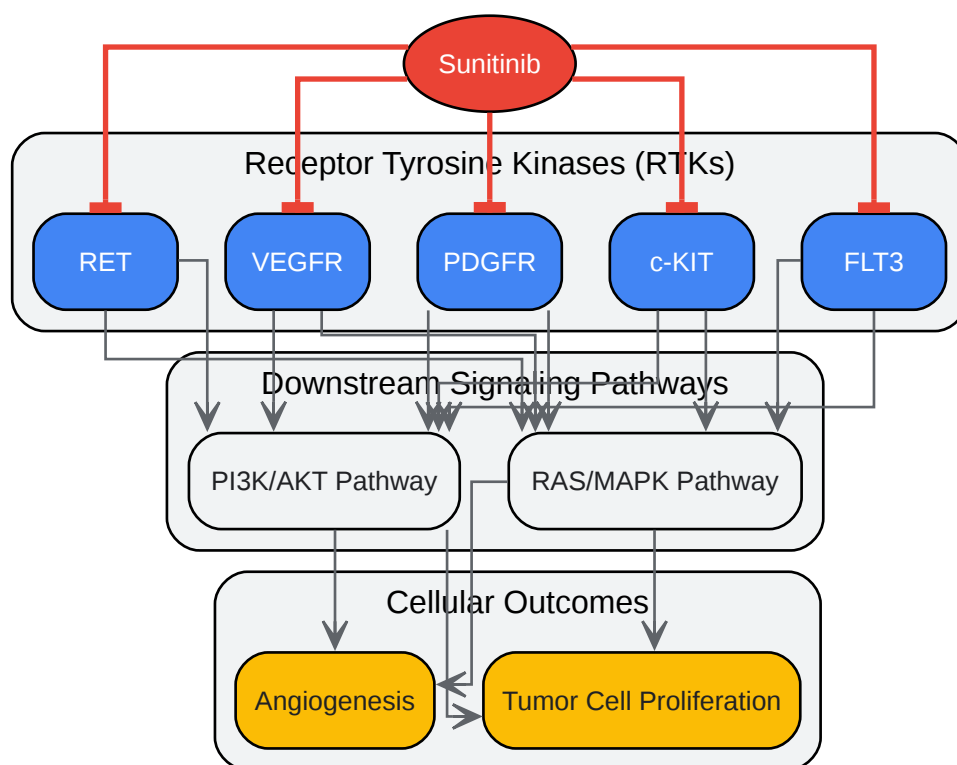 Sunitinib
Receptor Tyrosine Kinases (RTKs)
RET
VEGFR
PDGFR
c-KIT
FLT3
Downstream Signaling Pathways
PI3K/AKT Pathway
RAS/MAPK Pathway
Cellular Outcomes
Angiogenesis
Tumor Cell Proliferation